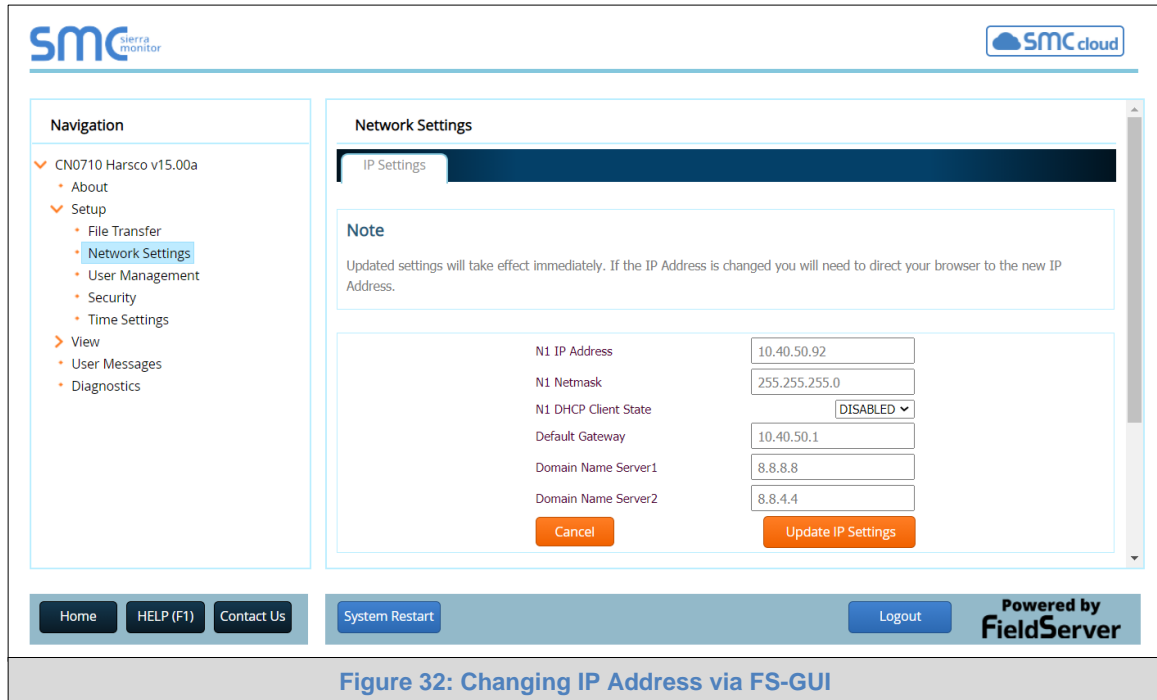 SMC sierra monitor
SMC cloud
Navigation
CN0710 Harsco v15.00a
About
Setup
File Transfer
Network Settings
User Management
Security
Time Settings
View
User Messages
Diagnostics
Network Settings
IP Settings
Note
Updated settings will take effect immediately. If the IP Address is changed you will need to direct your browser to the new IP
Address.
N1 IP Address 10.40.50.92
N1 Netmask 255.255.255.0
N1 DHCP Client State DISABLED
Default Gateway 10.40.50.1
Domain Name Server1 8.8.8.8
Domain Name Server2 8.8.4.4
Cancel Update IP Settings
Home HELP (F1) Contact Us System Restart Logout Powered by
FieldServer
Figure 32: Changing IP Address via FS-GUI